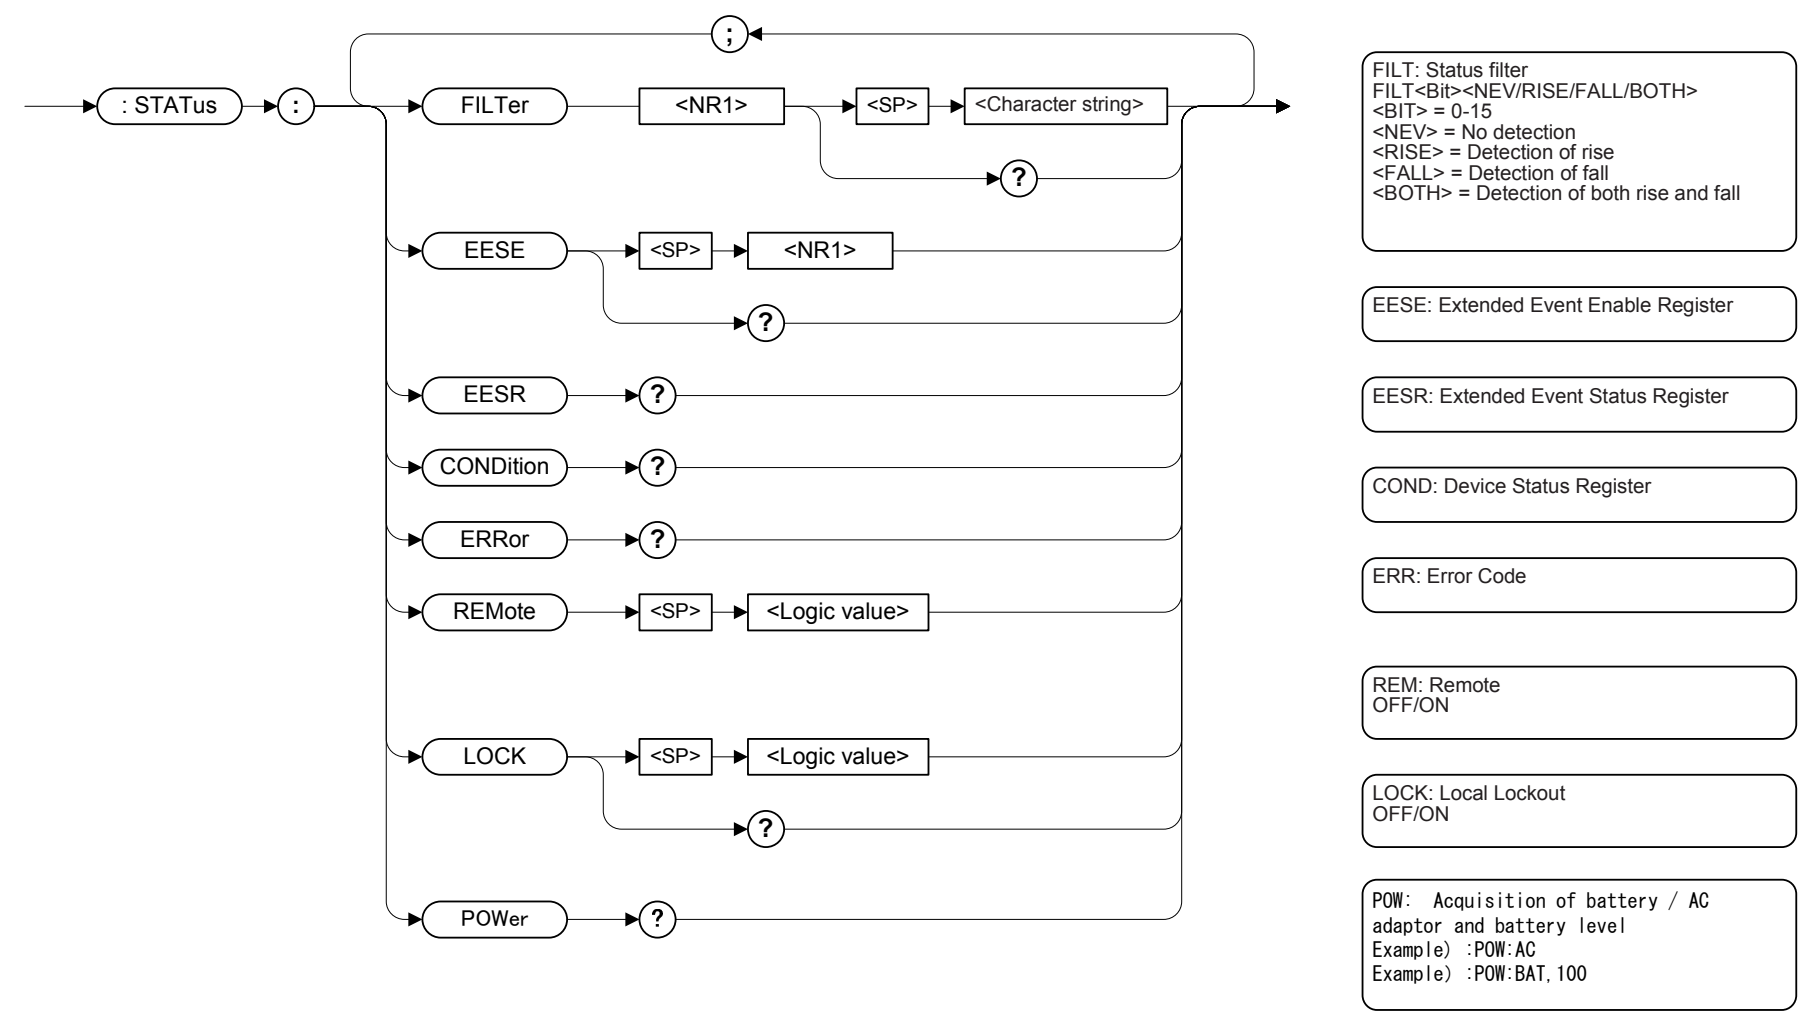 ;
: STATus : FILTer <NR1> <SP> <Character string>
?
EESE <SP> <NR1>
?
EESR ?
CONDition ?
ERRor ?
REMote <SP> <Logic value>
LOCK <SP> <Logic value>
?
POWer ?
FILT: Status filter
FILT<Bit><NEV/RISE/FALL/BOTH>
<BIT> = 0-15
<NEV> = No detection
<RISE> = Detection of rise
<FALL> = Detection of fall
<BOTH> = Detection of both rise and fall
EESE: Extended Event Enable Register
EESR: Extended Event Status Register
COND: Device Status Register
ERR: Error Code
REM: Remote
OFF/ON
LOCK: Local Lockout
OFF/ON
POW: Acquisition of battery / AC
adaptor and battery level
Example) :POW:AC
Example) :POW:BAT,100